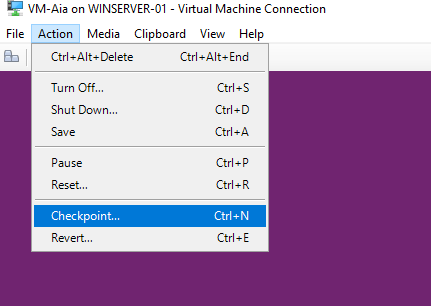 VM-Aia on WINSERVER-01 - Virtual Machine Connection
File Action Media Clipboard View Help
Ctrl+Alt+Delete Ctrl+Alt+End
Turn Off... Ctrl+S
Shut Down... Ctrl+D
Save Ctrl+A
Pause Ctrl+P
Reset... Ctrl+R
Checkpoint... Ctrl+N
Revert... Ctrl+E